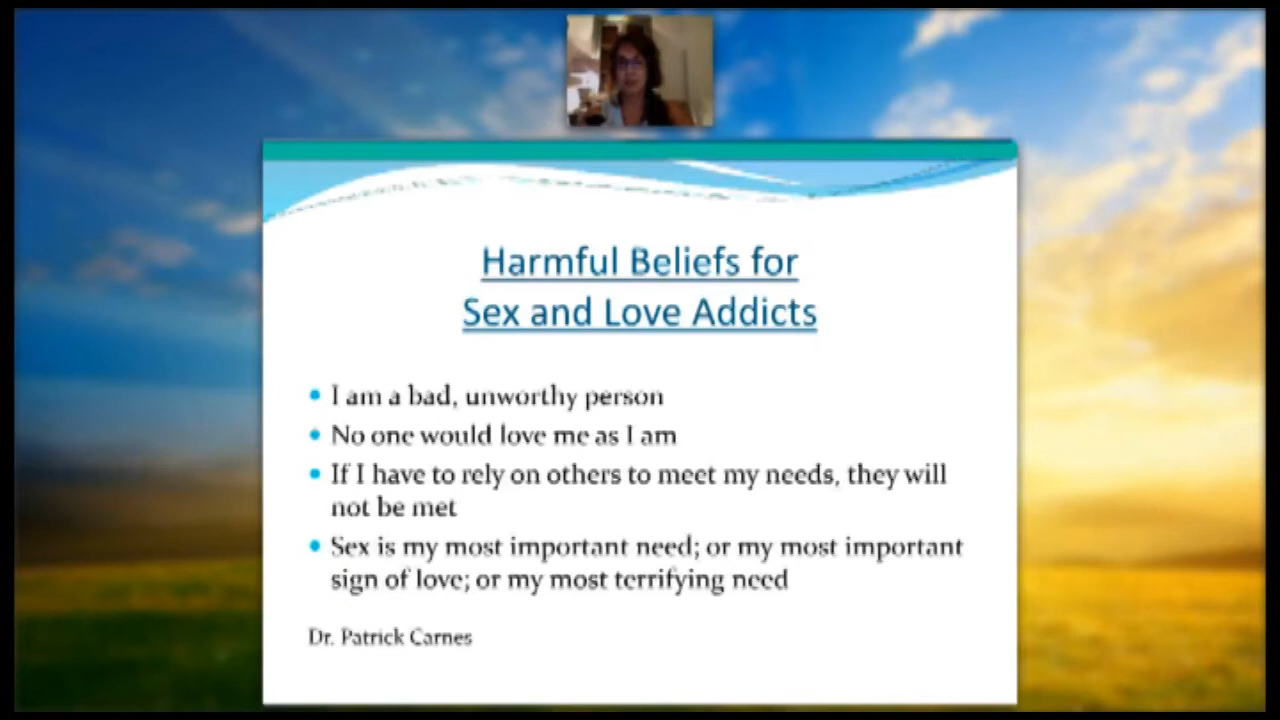 Harmful Beliefs for
Sex and Love Addicts
• I am a bad, unworthy person
• No one would love me as I am
• If I have to rely on others to meet my needs, they will
not be met
• Sex is my most important need; or my most important
sign of love; or my most terrifying need
Dr. Patrick Carnes